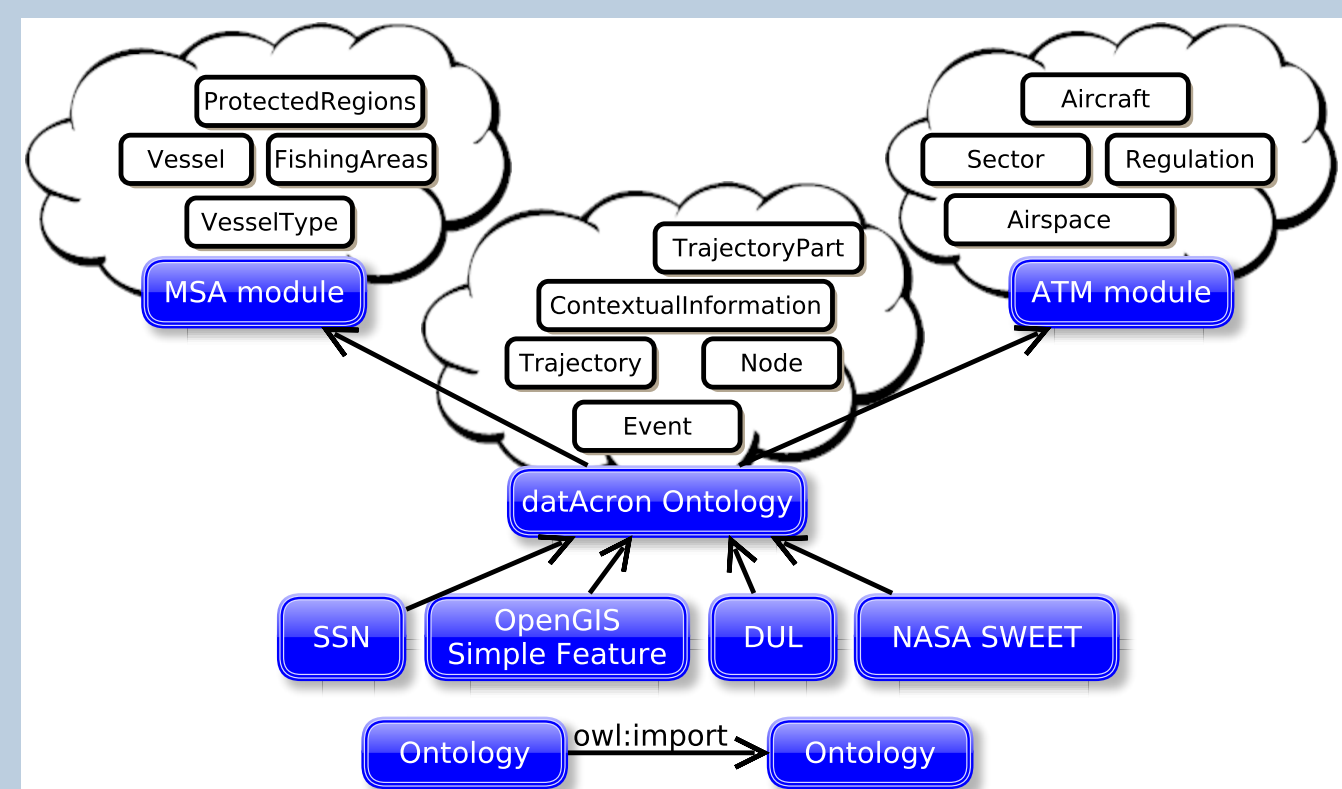 ProtectedRegions
Vessel
FishingAreas
VesselType
MSA module
Aircraft
Sector
Regulation
Airspace
ATM module
TrajectoryPart
ContextualInformation
Trajectory
Node
Event
datAcron Ontology
SSN
OpenGIS
Simple Feature
DUL
NASA SWEET
Ontology
owl:import
Ontology